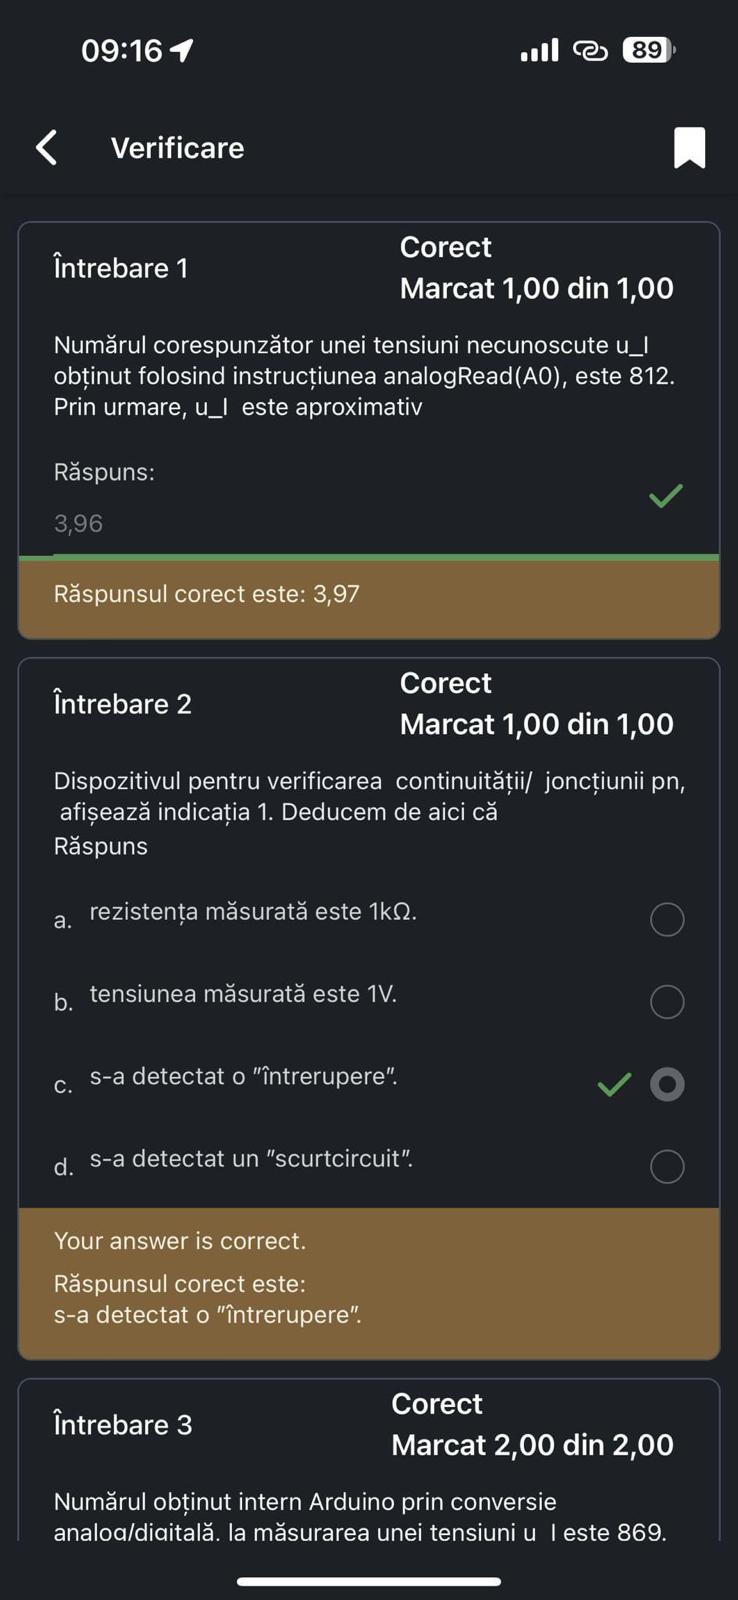 09:16
89
Verificare
Întrebare 1
Corect
Marcat 1,00 din 1,00
Numărul corespunzător unei tensiuni necunoscute u_I
obținut folosind instrucțiunea analogRead(A0), este 812.
Prin urmare, u_I  este aproximativ
Răspuns:
3,96
Răspunsul corect este: 3,97
Întrebare 2
Corect
Marcat 1,00 din 1,00
Dispozitivul pentru verificarea  continuității/  joncțiunii pn,
afișează indicația 1. Deducem de aici că
Răspuns
a. rezistența măsurată este 1kΩ.
b. tensiunea măsurată este 1V.
c. s-a detectat o "întrerupere".
d. s-a detectat un "scurtcircuit".
Your answer is correct.
Răspunsul corect este:
s-a detectat o "întrerupere".
Întrebare 3
Corect
Marcat 2,00 din 2,00
Numărul obținut intern Arduino prin conversie
analog/digitală, la măsurarea unei tensiuni u_I este 869.